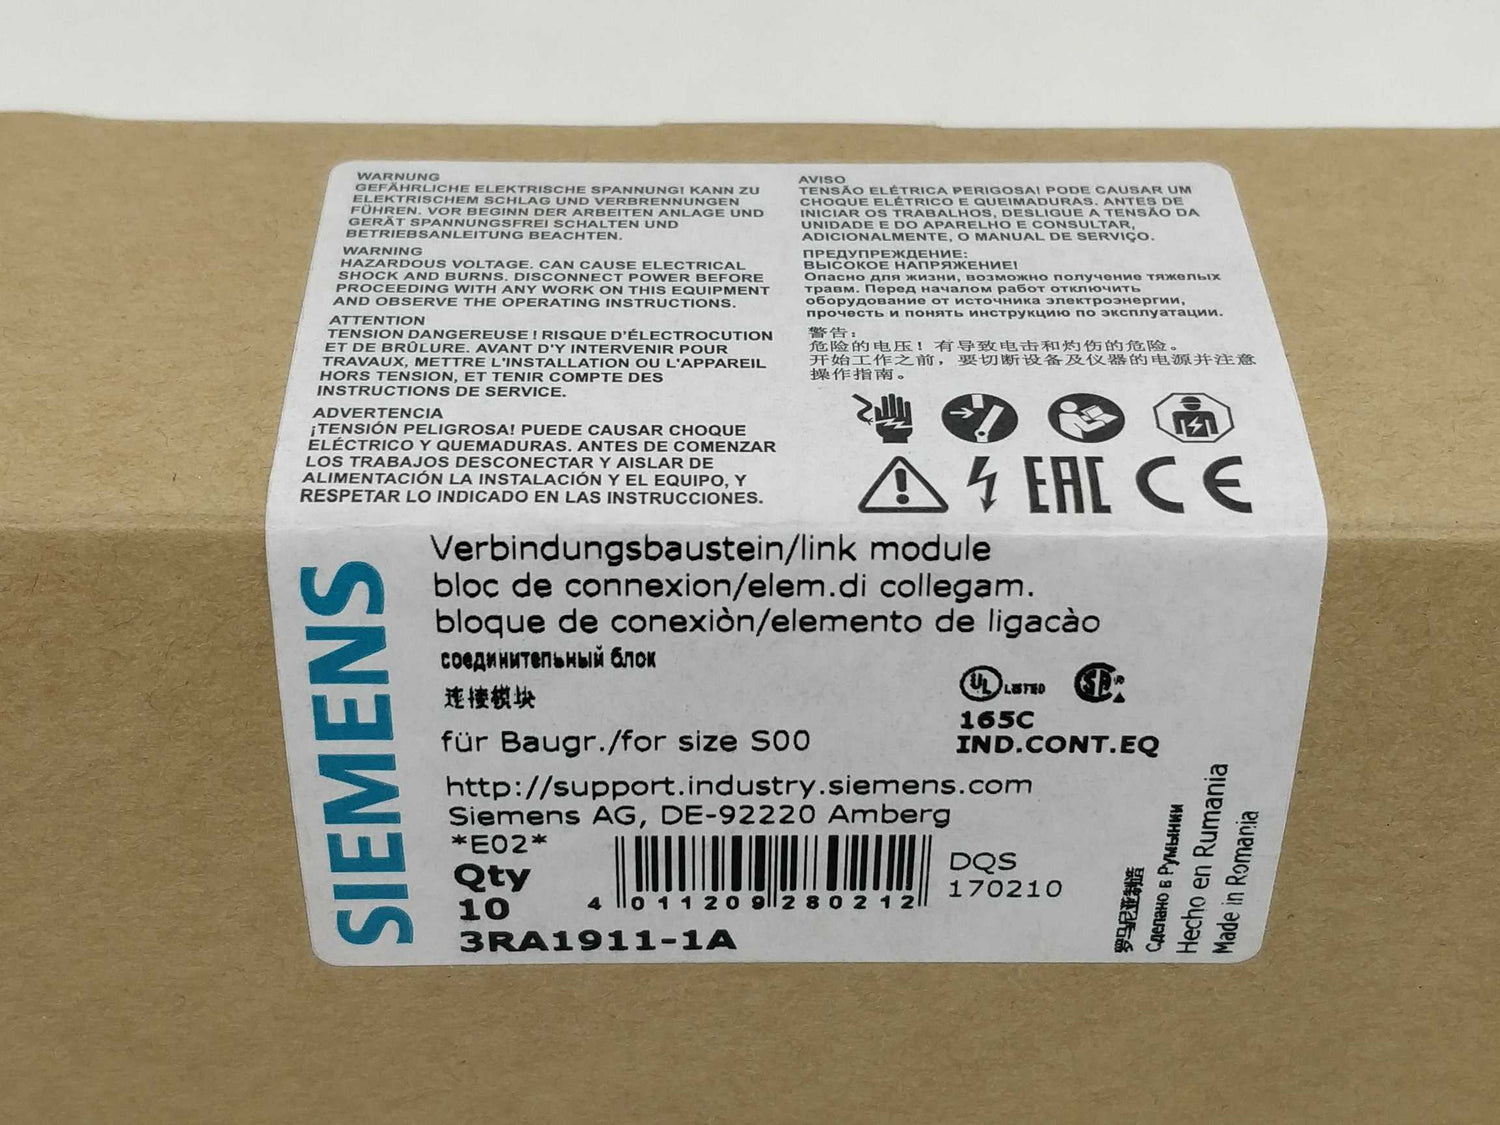 WARNUNG
GEFÄHRLICHE ELEKTRISCHE SPANNUNG! KANN ZU
ELEKTRISCHEM SCHLAG UND VERBRENNUNGEN
FÜHREN. VOR BEGINN DER ARBEITEN ANLAGE UND
GERÄT SPANNUNGSFREI SCHALTEN UND
BETRIEBSANLEITUNG BEACHTEN.
WARNING
HAZARDOUS VOLTAGE. CAN CAUSE ELECTRICAL
SHOCK AND BURNS. DISCONNECT POWER BEFORE
PROCEEDING WITH ANY WORK ON THIS EQUIPMENT
AND OBSERVE THE OPERATING INSTRUCTIONS.
ATTENTION
TENSION DANGEREUSE ! RISQUE D'ÉLECTROCUTION
ET DE BRÛLURE. AVANT D'Y INTERVENIR POUR
TRAVAUX, METTRE L'INSTALLATION OU L'APPAREIL
HORS TENSION, ET TENIR COMPTE DES
INSTRUCTIONS DE SERVICE.
ADVERTENCIA
¡TENSIÓN PELIGROSA! PUEDE CAUSAR CHOQUE
ELÉCTRICO Y QUEMADURAS. ANTES DE COMENZAR
LOS TRABAJOS DESCONECTAR Y AISLAR DE
ALIMENTACIÓN LA INSTALACIÓN Y EL EQUIPO, Y
RESPETAR LO INDICADO EN LAS INSTRUCCIONES.
AVISO
TENSÃO ELÉTRICA PERIGOSA! PODE CAUSAR UM
CHOQUE ELÉTRICO E QUEIMADURAS. ANTES DE
INICIAR OS TRABALHOS, DESLIGUE A TENSÃO DA
UNIDADE E DO APARELHO E CONSULTAR,
ADICIONALMENTE, O MANUAL DE SERVIÇO.
ПРЕДУПРЕЖДЕНИЕ:
ВЫСОКОЕ НАПРЯЖЕНИЕ!
Опасно для жизни, возможно получение тяжелых
травм. Перед началом работ отключить
оборудование от источника электроэнергии,
прочесть и понять инструкцию по эксплуатации.
警告:
危险的电压！有导致电击和灼伤的危险。
开始工作之前，要切断设备及仪器的电源并注意
操作指南。
EAC CE
SIEMENS
Verbindungsbaustein/link module
bloc de connexion/elem.di collegam.
bloque de conexiòn/elemento de ligacào
соединительный блок
连接模块
für Baugr./for size S00
UL LISTED SA
165C
IND.CONT.EQ
http://support.industry.siemens.com
Siemens AG, DE-92220 Amberg
*E02*
Qty
10
4 011209 280212
DQS
170210
3RA1911-1A
罗马尼亚制造
Сделано в Румынии
Hecho en Rumania
Made in Romania